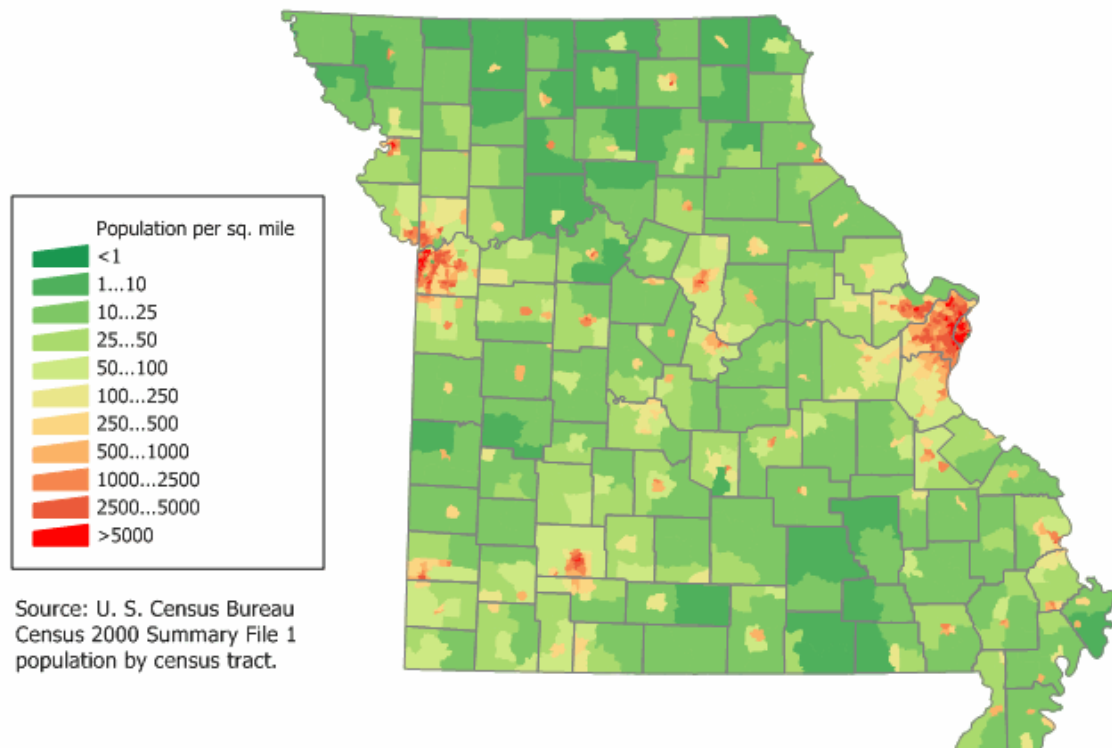 Population per sq. mile
<1
1...10
10...25
25...50
50...100
100...250
250...500
500...1000
1000...2500
2500...5000
>5000
Source: U. S. Census Bureau
Census 2000 Summary File 1
population by census tract.